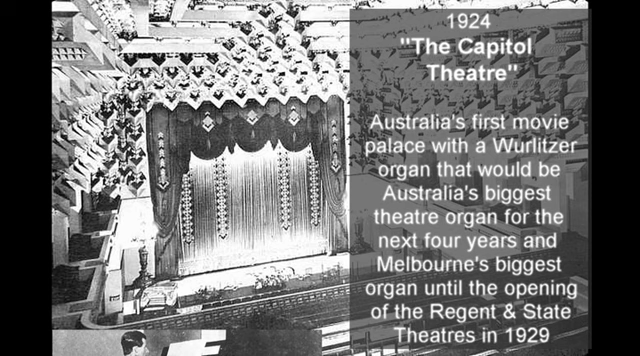 1924
"The Capitol
Theatre"
Australia's first movie
palace with a Wurlitzer
organ that would be
Australia's biggest
theatre organ for the
next four years and
Melbourne's biggest
organ until the opening
of the Regent & State
Theatres in 1929